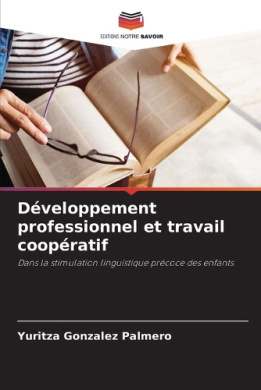 EDITIONS NOTRE SAVOIR
Développement
professionnel et travail
coopératif
Dans la stimulation linguistique précoce des enfants
Yuritza Gonzalez Palmero